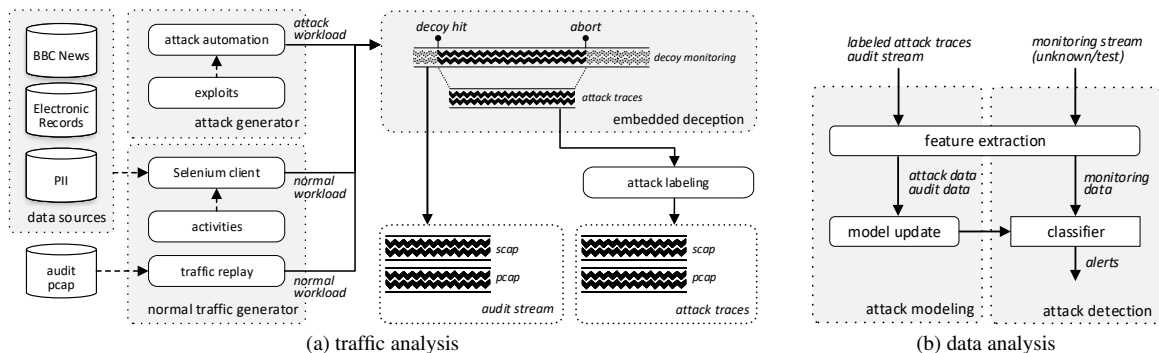 BBC News
Electronic
Records
PII
data sources
audit
pcap
attack automation
exploits
attack generator
Selenium client
activities
traffic replay
normal traffic generator
attack
workload
normal
workload
normal
workload
decoy hit
abort
decoy monitoring
attack traces
embedded deception
attack labeling
scap
pcap
audit stream
scap
pcap
attack traces
(a) traffic analysis
labeled attack traces
audit stream
monitoring stream
(unknown/test)
feature extraction
attack data
audit data
monitoring
data
model update
classifier
alerts
attack modeling
attack detection
(b) data analysis